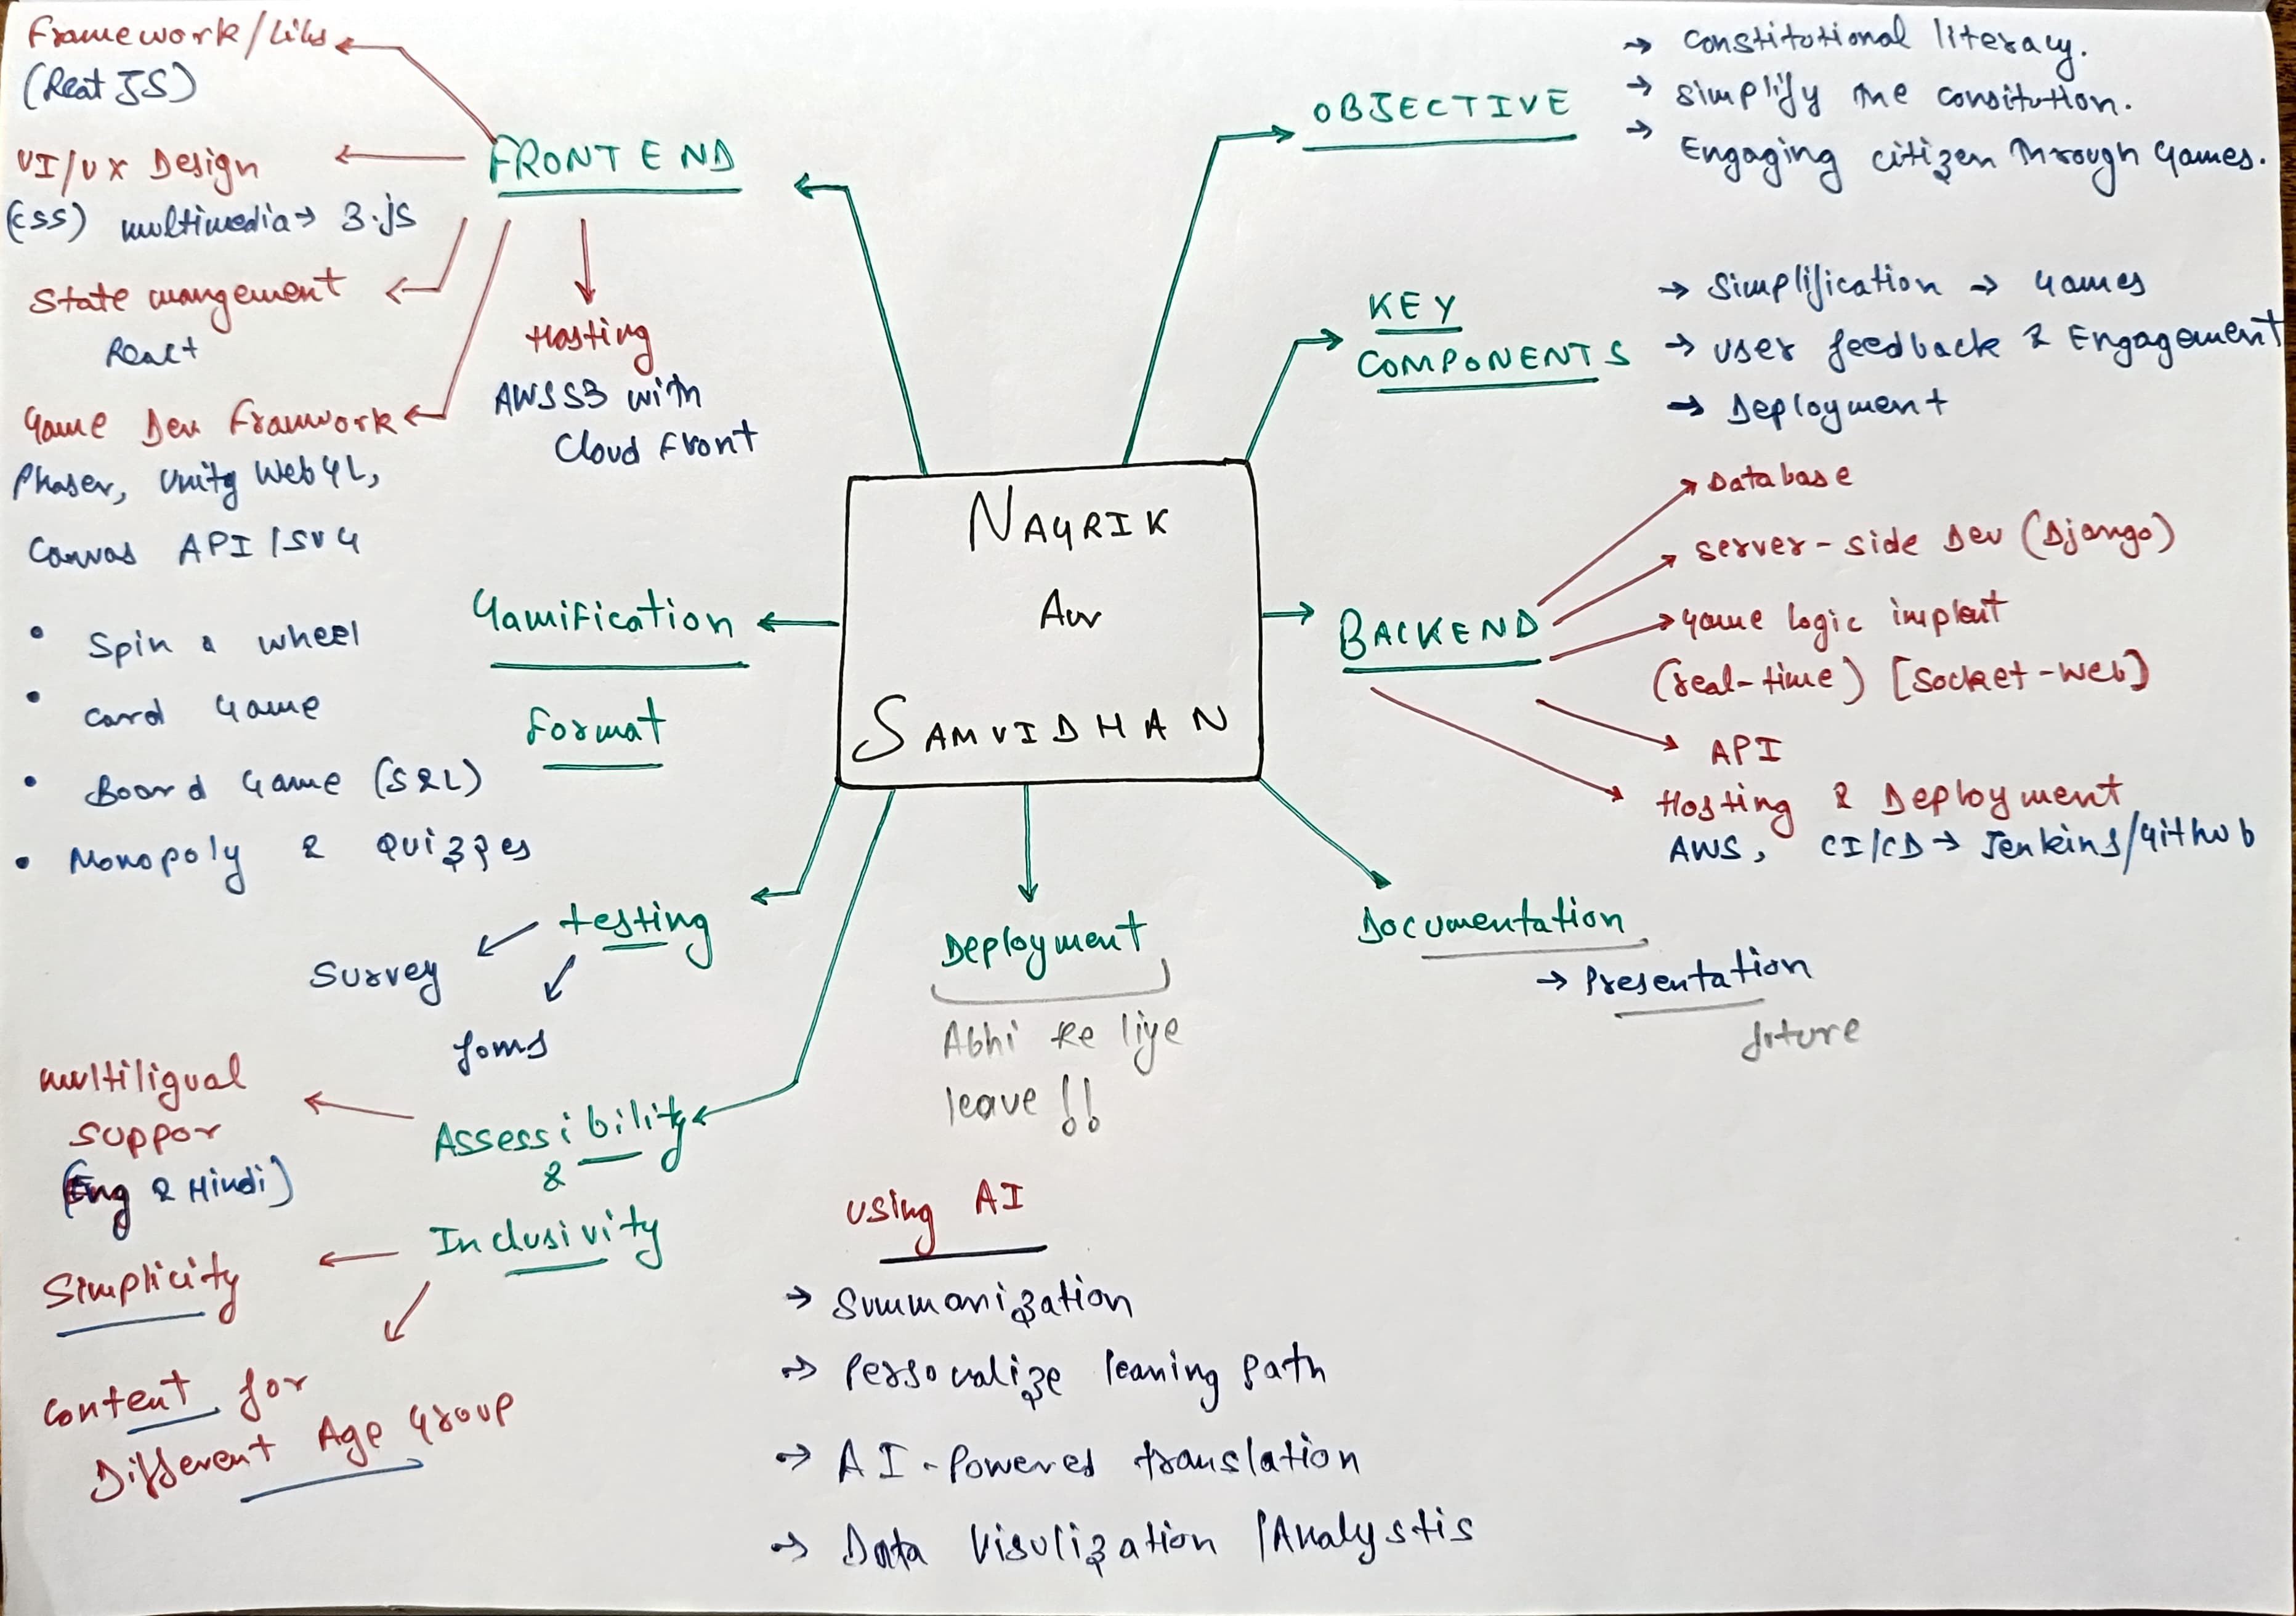 Framework/Libs
(Reat JS)
UI/UX Design
(CSS) multimedia → 3.js
State mangement
React
Game Dev Framwork
Phaser, Unity WebGL,
Canvas API/SVG
FRONTEND
Hosting
AWS S3 with
Cloud Front
OBJECTIVE
→ Constitutional literacy.
→ Simplify the consitution.
→ Engaging citizen through Games.
KEY
COMPONENTS
→ Simplification → Games
→ User feedback & Engagement
→ Deployment
NAGRIK
Aur
SAMVIDHAN
BACKEND
Database
Server-side Dev (Django)
Game logic implent
(real-time) [Socket-Web]
API
Hosting & Deployment
AWS, CI/CD → Jenkins/Github
Gamification
Format
• Spin a wheel
• Card Game
• Board Game (S&L)
• Monopoly & Quizzes
testing
Survey
foms
Deployment
Abhi ke liye
leave !!
Documentation
→ Presentation
future
Assessibility
&
Inclusivity
multiligual
suppor
(Eng & Hindi)
Simplicity
Content for
Different Age Group
Using AI
→ Summarization
→ Personalize leaning Path
→ AI-Powered translation
→ Data Visulization /Analystis